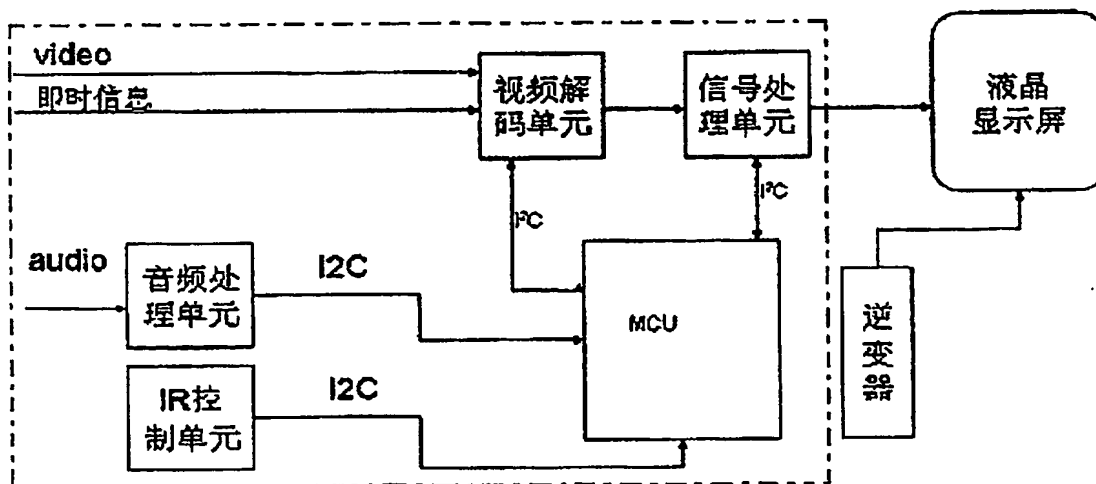 video
即时信息
视频解
码单元
信号处
理单元
液晶
显示屏
I²C
I²C
audio
音频处
理单元
I2C
MCU
逆
变
器
IR控
制单元
I2C